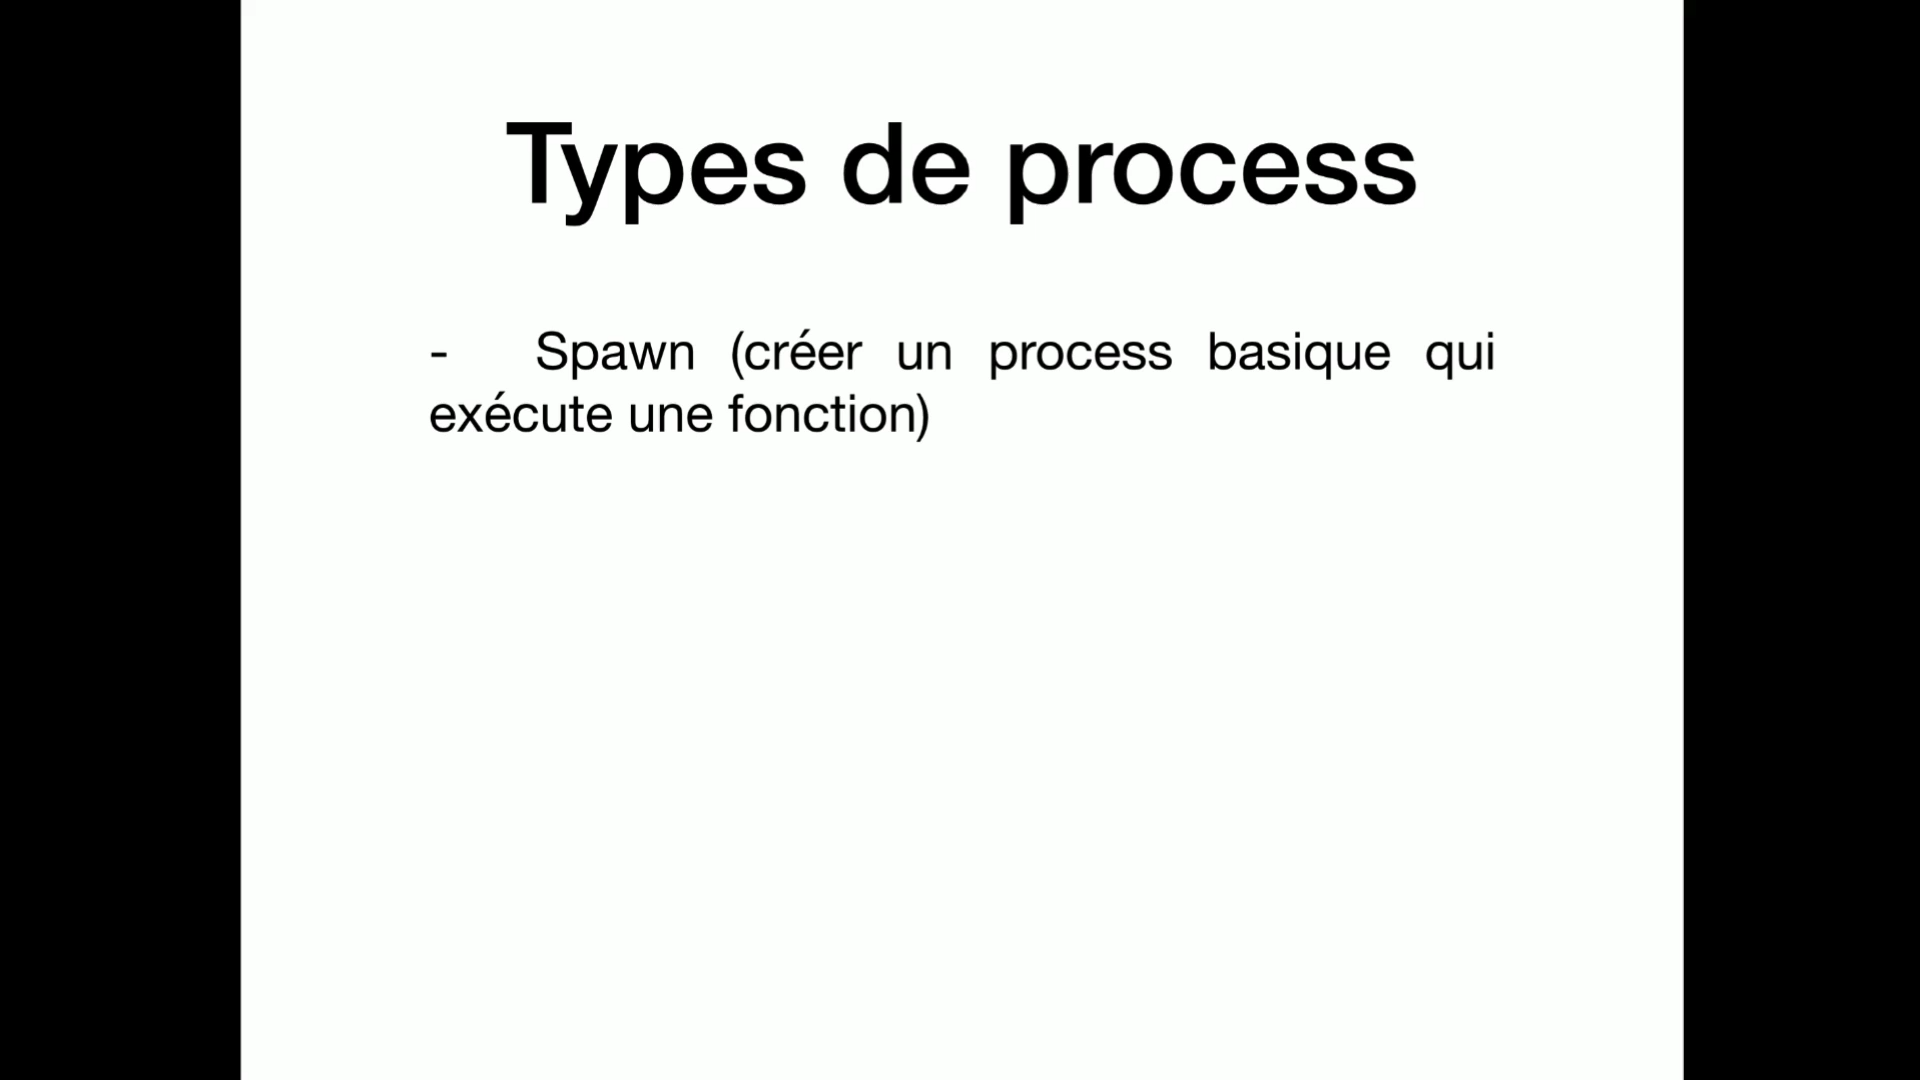 Types de process
- Spawn (créer un process basique qui
exécute une fonction)